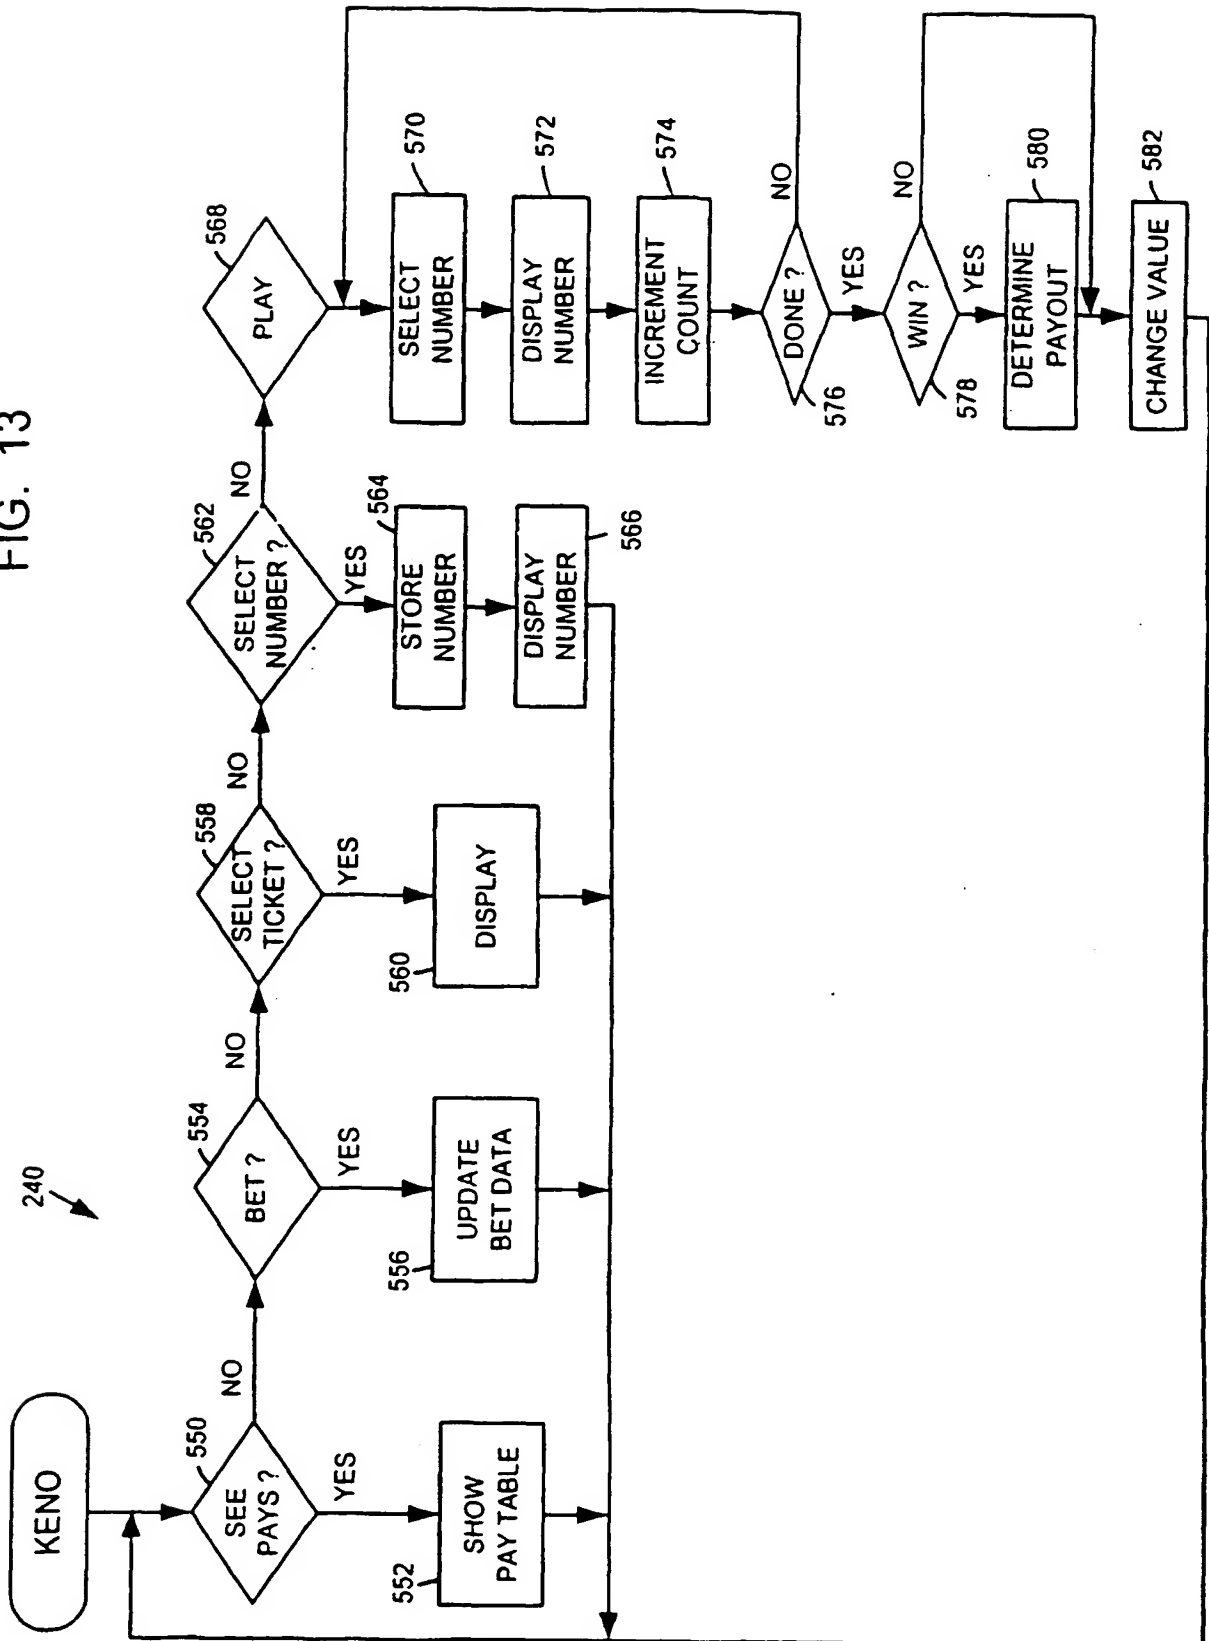 FIG. 13
240
KENO
550
SEE
PAYS ?
NO
YES
552
SHOW
PAY TABLE
554
BET ?
NO
YES
556
UPDATE
BET DATA
558
SELECT
TICKET ?
NO
YES
560
DISPLAY
562
SELECT
NUMBER ?
NO
YES
564
STORE
NUMBER
566
DISPLAY
NUMBER
568
PLAY
570
SELECT
NUMBER
572
DISPLAY
NUMBER
574
INCREMENT
COUNT
576
DONE ?
NO
YES
578
WIN ?
NO
YES
580
DETERMINE
PAYOUT
582
CHANGE VALUE